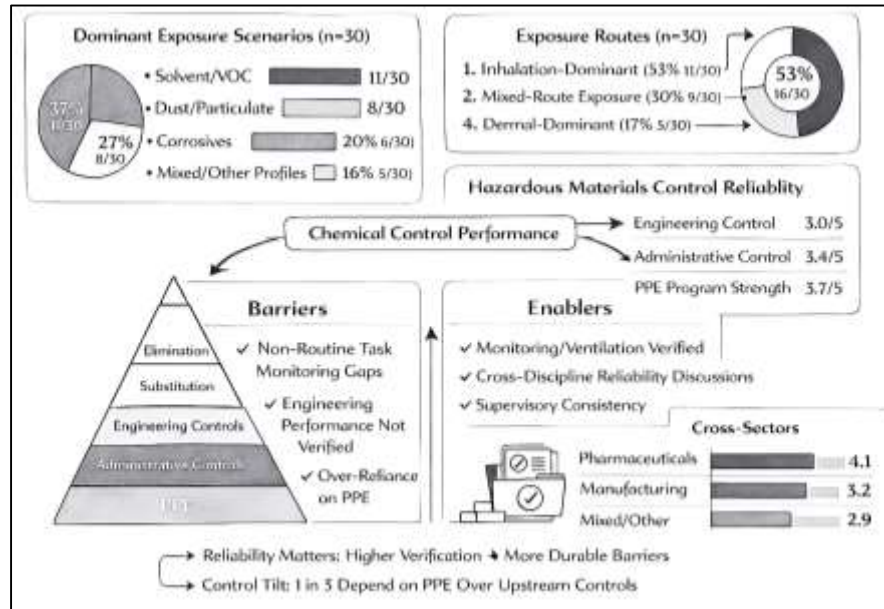 Dominant Exposure Scenarios (n=30)
37%
11/30
27%
8/30
• Solvent/VOC 11/30
• Dust/Particulate 8/30
• Corrosives 20% 6/30)
• Mixed/Other Profiles 16% 5/30)
Exposure Routes (n=30)
1. Inhalation-Dominant (53% 11/30)
2. Mixed-Route Exposure (30% 9/30)
4. Dermal-Dominant (17% 5/30)
53%
16/30
Hazardous Materials Control Reliablity
Engineering Control 3.0/5
Administrative Control 3.4/5
PPE Program Strength 3.7/5
Chemical Control Performance
Elimination
Substitution
Engineering Controls
Administrative Controls
Barriers
✓ Non-Routine Task
Monitoring Gaps
✓ Engineering
Performance Not
Verified
✓ Over-Reliance
on PPE
Enablers
✓ Monitoring/Ventilation Verified
✓ Cross-Discipline Reliability Discussions
✓ Supervisory Consistency
Cross-Sectors
Pharmaceuticals 4.1
Manufacturing 3.2
Mixed/Other 2.9
Reliability Matters: Higher Verification → More Durable Barriers
Control Tilt: 1 in 3 Depend on PPE Over Upstream Controls